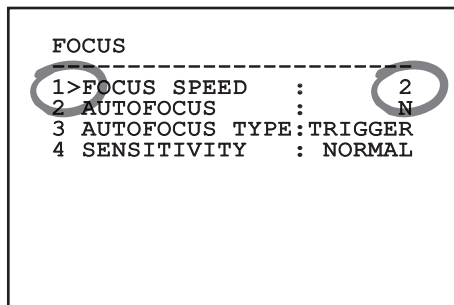 FOCUS
--------------------------
1>FOCUS SPEED : 2
2 AUTOFOCUS : N
3 AUTOFOCUS TYPE:TRIGGER
4 SENSITIVITY : NORMAL